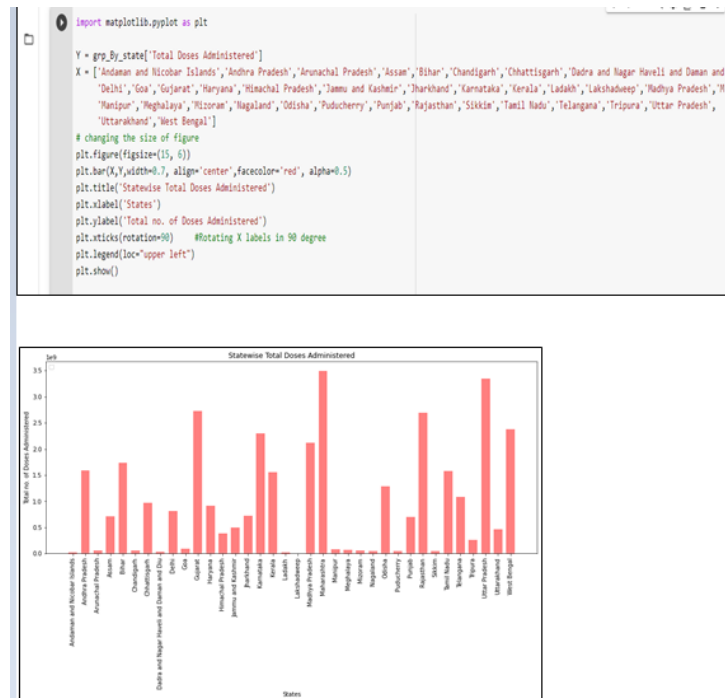 import matplotlib.pyplot as plt
Y = grp_By_state['Total Doses Administered']
X = ['Andaman and Nicobar Islands','Andhra Pradesh','Arunachal Pradesh','Assam','Bihar','Chandigarh','Chhattisgarh','Dadra and Nagar Haveli and Daman and
'Delhi','Goa','Gujarat','Haryana','Himachal Pradesh','Jammu and Kashmir','Jharkhand','Karnataka','Kerala','Ladakh','Lakshadweep','Madhya Pradesh','M
'Manipur','Meghalaya','Mizoram','Nagaland','Odisha','Puducherry','Punjab','Rajasthan','Sikkim','Tamil Nadu','Telangana','Tripura','Uttar Pradesh',
'Uttarakhand','West Bengal']
# changing the size of figure
plt.figure(figsize=(15, 6))
plt.bar(X,Y,width=0.7, align='center',facecolor='red', alpha=0.5)
plt.title('Statewise Total Doses Administered')
plt.xlabel('States')
plt.ylabel('Total no. of Doses Administered')
plt.xticks(rotation=90) #Rotating X labels in 90 degree
plt.legend(loc="upper left")
plt.show()
Statewise Total Doses Administered
1e9
3.5
3.0
2.5
2.0
1.5
1.0
0.5
0.0
Total no. of Doses Administered
Andaman and Nicobar Islands
Andhra Pradesh
Arunachal Pradesh
Assam
Bihar
Chandigarh
Chhattisgarh
Dadra and Nagar Haveli and Daman and Diu
Delhi
Goa
Gujarat
Haryana
Himachal Pradesh
Jammu and Kashmir
Jharkhand
Karnataka
Kerala
Ladakh
Lakshadweep
Madhya Pradesh
Maharashtra
Manipur
Meghalaya
Mizoram
Nagaland
Odisha
Puducherry
Punjab
Rajasthan
Sikkim
Tamil Nadu
Telangana
Tripura
Uttar Pradesh
Uttarakhand
West Bengal
States